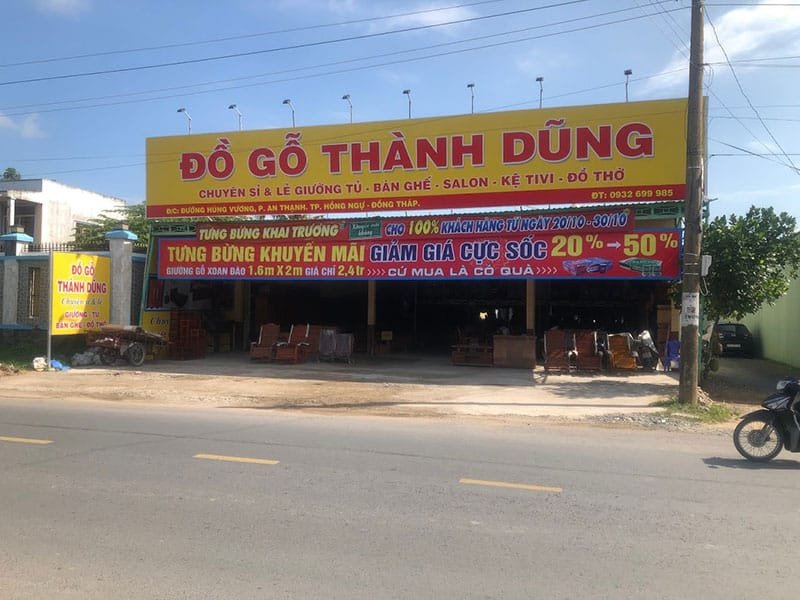 ĐỒ GỖ THÀNH DŨNG
CHUYÊN SỈ & LẺ GIƯỜNG TỦ - BÀN GHẾ - SALON - KỆ TIVI - ĐỒ THỜ
Đ/C: ĐƯỜNG HÙNG VƯƠNG, P. AN THẠNH, TP. HỒNG NGỰ - ĐỒNG THÁP.
ĐT: 0932 699 985
TƯNG BỪNG KHAI TRƯƠNG
CHO 100% KHÁCH HÀNG TỪ NGÀY 20/10 - 30/10
TƯNG BỪNG KHUYẾN MÃI GIẢM GIÁ CỰC SỐC 20% 50%
GIƯỜNG GỖ XOAN ĐÀO 1.6m X 2m GIÁ CHỈ 2,4tr >>>>> CỨ MUA LÀ CÓ QUÀ >>>>>
ĐỒ GỖ
THÀNH DŨNG
Chuyên sỉ & lẻ
GIƯỜNG - TỦ
BÀN GHẾ - ĐỒ THỜ